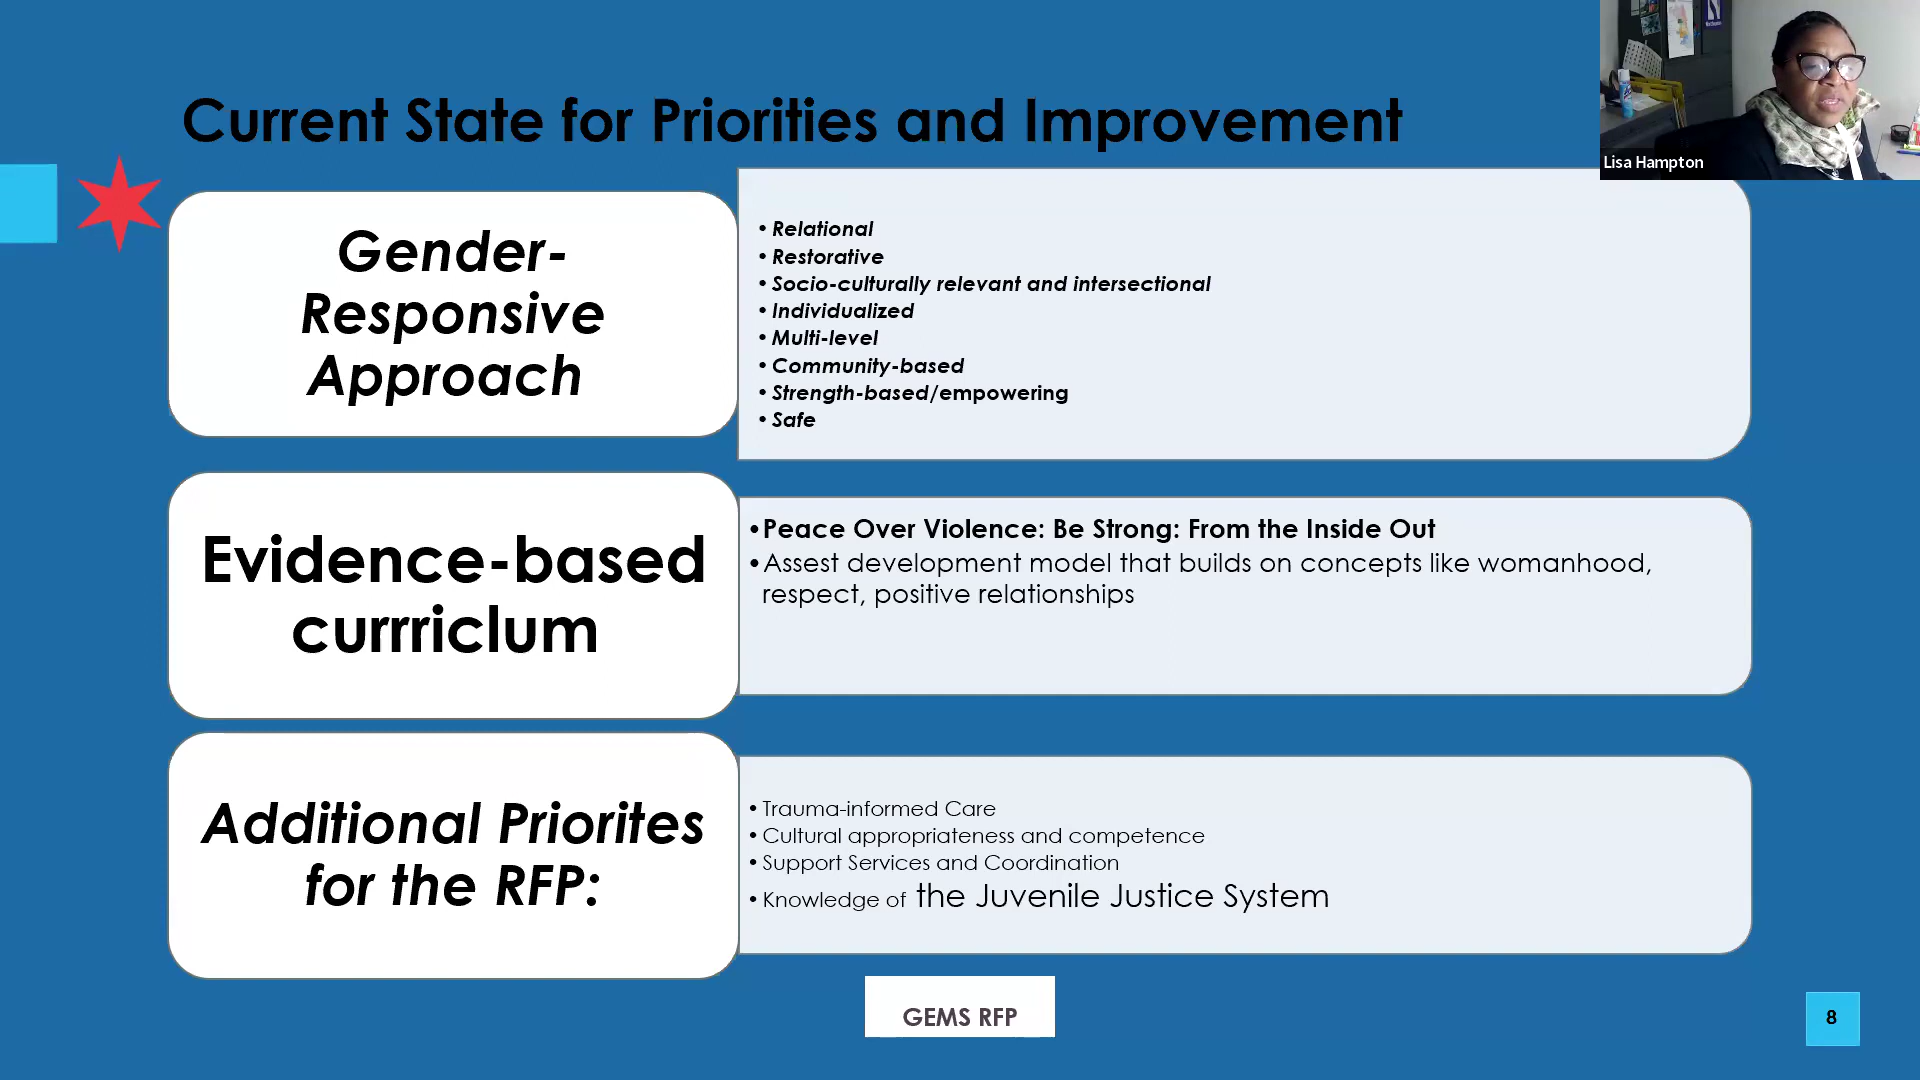 Current State for Priorities and Improvement
Lisa Hampton
Gender-
Responsive
Approach
• Relational
• Restorative
• Socio-culturally relevant and intersectional
• Individualized
• Multi-level
• Community-based
• Strength-based/empowering
• Safe
Evidence-based
currriclum
• Peace Over Violence: Be Strong: From the Inside Out
• Assest development model that builds on concepts like womanhood,
respect, positive relationships
Additional Priorites
for the RFP:
• Trauma-informed Care
• Cultural appropriateness and competence
• Support Services and Coordination
• Knowledge of the Juvenile Justice System
GEMS RFP
8